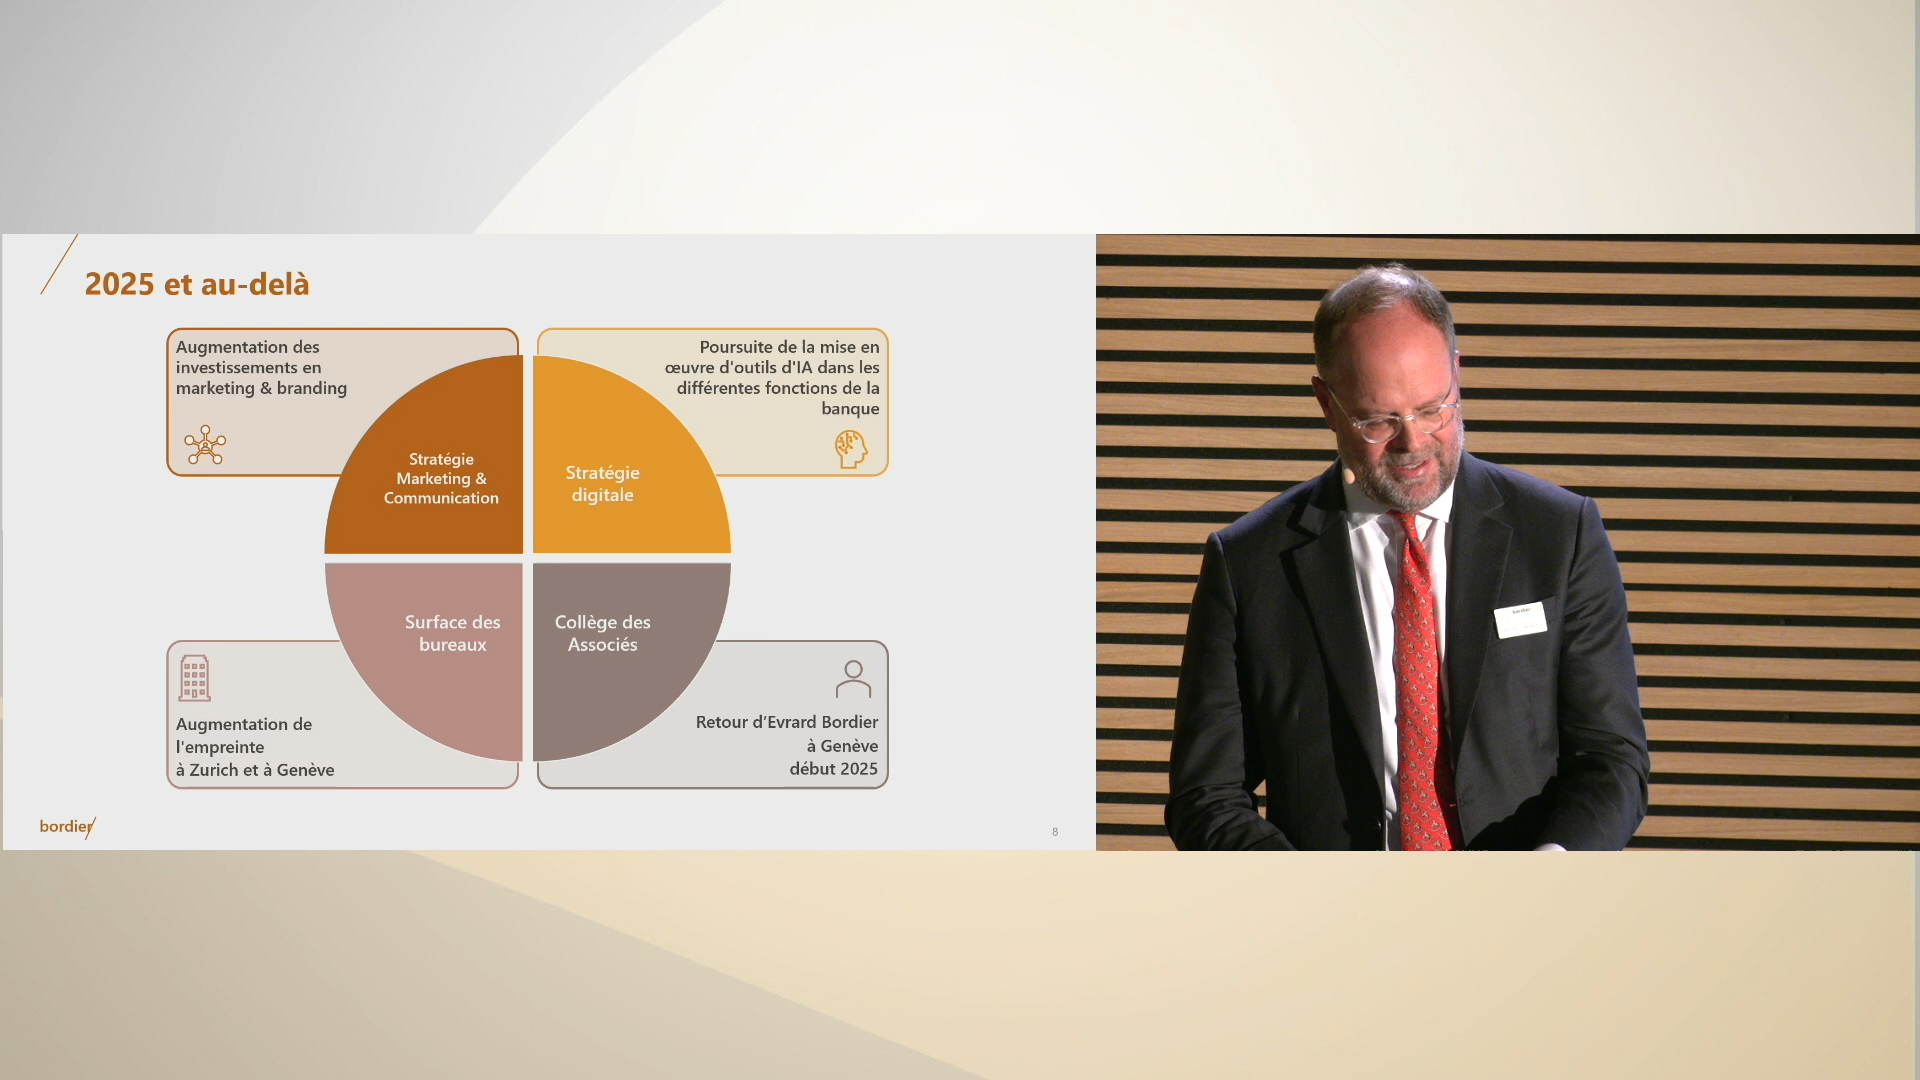 2025 et au-delà
Augmentation des
investissements en
marketing & branding
Poursuite de la mise en
œuvre d'outils d'IA dans les
différentes fonctions de la
banque
Stratégie
Marketing &
Communication
Stratégie
digitale
Surface des
bureaux
Collège des
Associés
Augmentation de
l'empreinte
à Zurich et à Genève
Retour d’Evrard Bordier
à Genève
début 2025
bordier
8
bordier